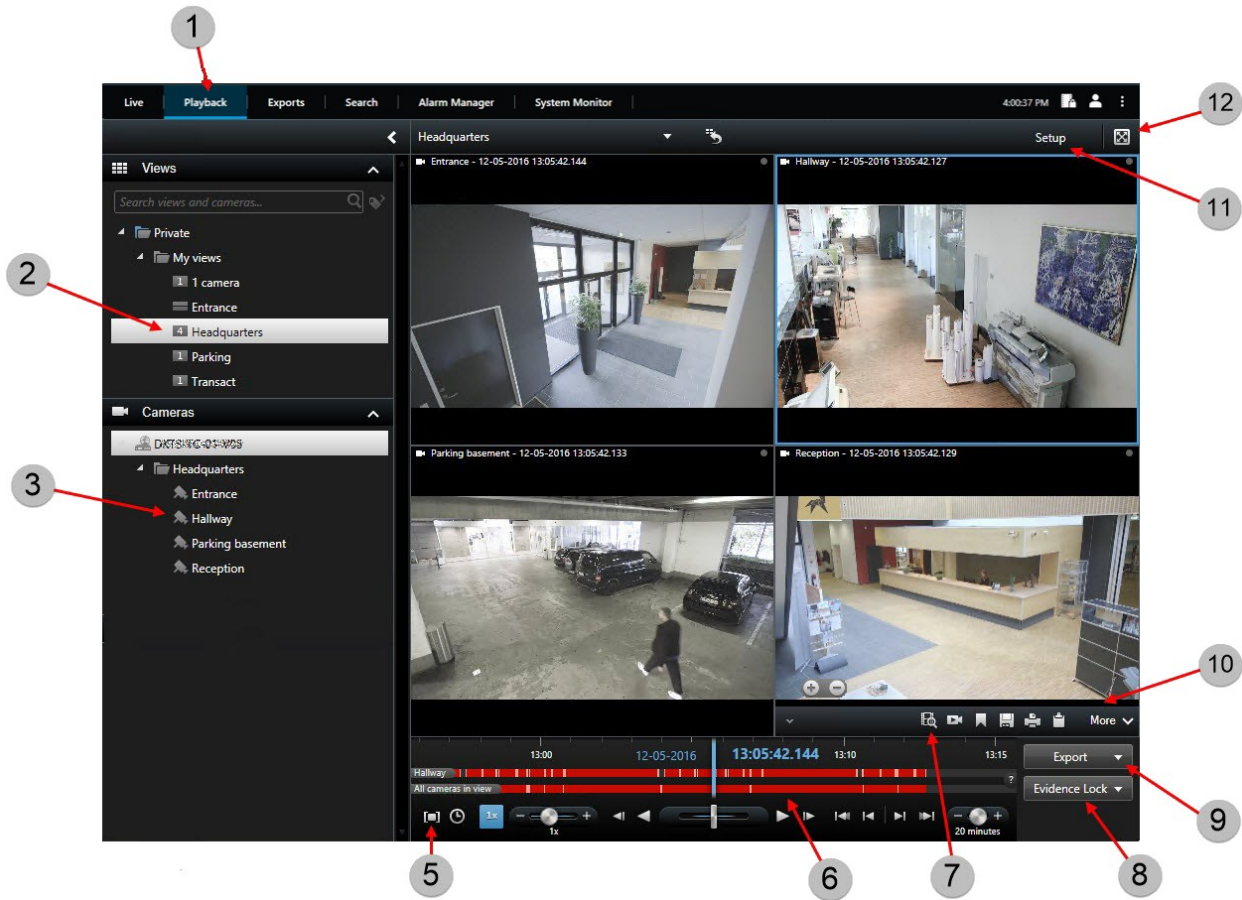 1
Live Playback Exports Search Alarm Manager System Monitor 4:00:37 PM
12
Headquarters Setup
11
Views
Search views and cameras...
Private
My views
1 1 camera
Entrance
2
4 Headquarters
1 Parking
1 Transact
Cameras
Headquarters
3
Entrance
Hallway
Parking basement
Reception
Entrance - 12-05-2016 13:05:42.144
Hallway - 12-05-2016 13:05:42.127
Parking basement - 12-05-2016 13:05:42.133
Reception - 12-05-2016 13:05:42.129
10
More
13:00 12-05-2016 13:05:42.144 13:10 13:15
Hallway
All cameras in view
?
Export
Evidence Lock
1x
1x
20 minutes
5
6
7
8
9